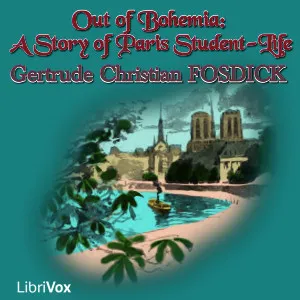 Out of Bohemia;
A Story of Paris Student-Life
Gertrude Christian FOSDICK
LibriVox